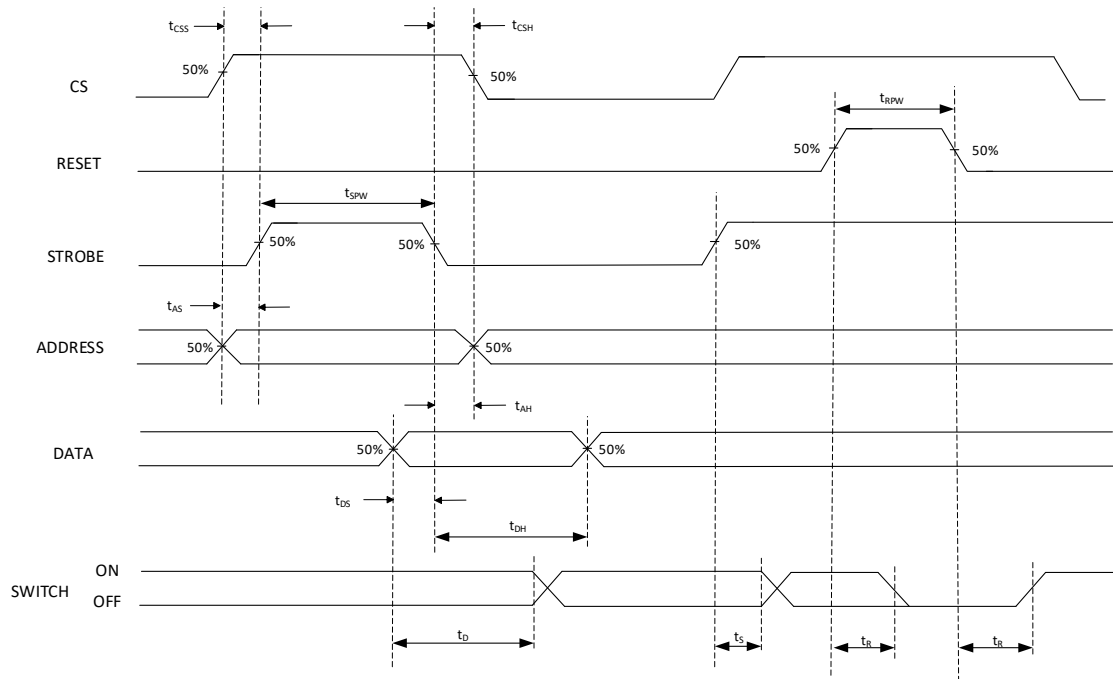 tCSS
tCSH
50%
50%
CS
tRPW
50%
50%
RESET
tSPW
50%
50%
50%
STROBE
tAS
50%
50%
ADDRESS
tAH
50%
50%
DATA
tDS
tDH
ON
SWITCH
OFF
tD
tS
tR
tR